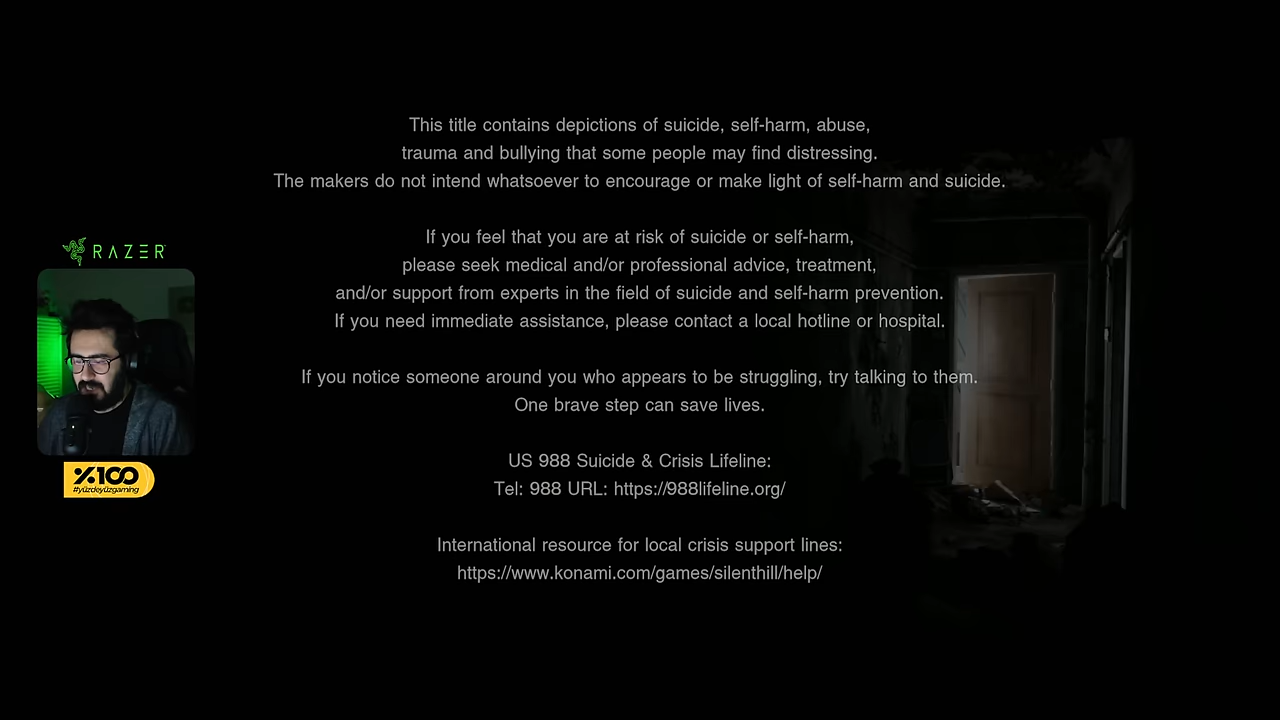 This title contains depictions of suicide, self-harm, abuse,
trauma and bullying that some people may find distressing.
The makers do not intend whatsoever to encourage or make light of self-harm and suicide.
If you feel that you are at risk of suicide or self-harm,
please seek medical and/or professional advice, treatment,
and/or support from experts in the field of suicide and self-harm prevention.
If you need immediate assistance, please contact a local hotline or hospital.
If you notice someone around you who appears to be struggling, try talking to them.
One brave step can save lives.
US 988 Suicide & Crisis Lifeline:
Tel: 988 URL: https://988lifeline.org/
International resource for local crisis support lines:
https://www.konami.com/games/silenthill/help/
RAZER
%100
#yüzdeyüzgaming